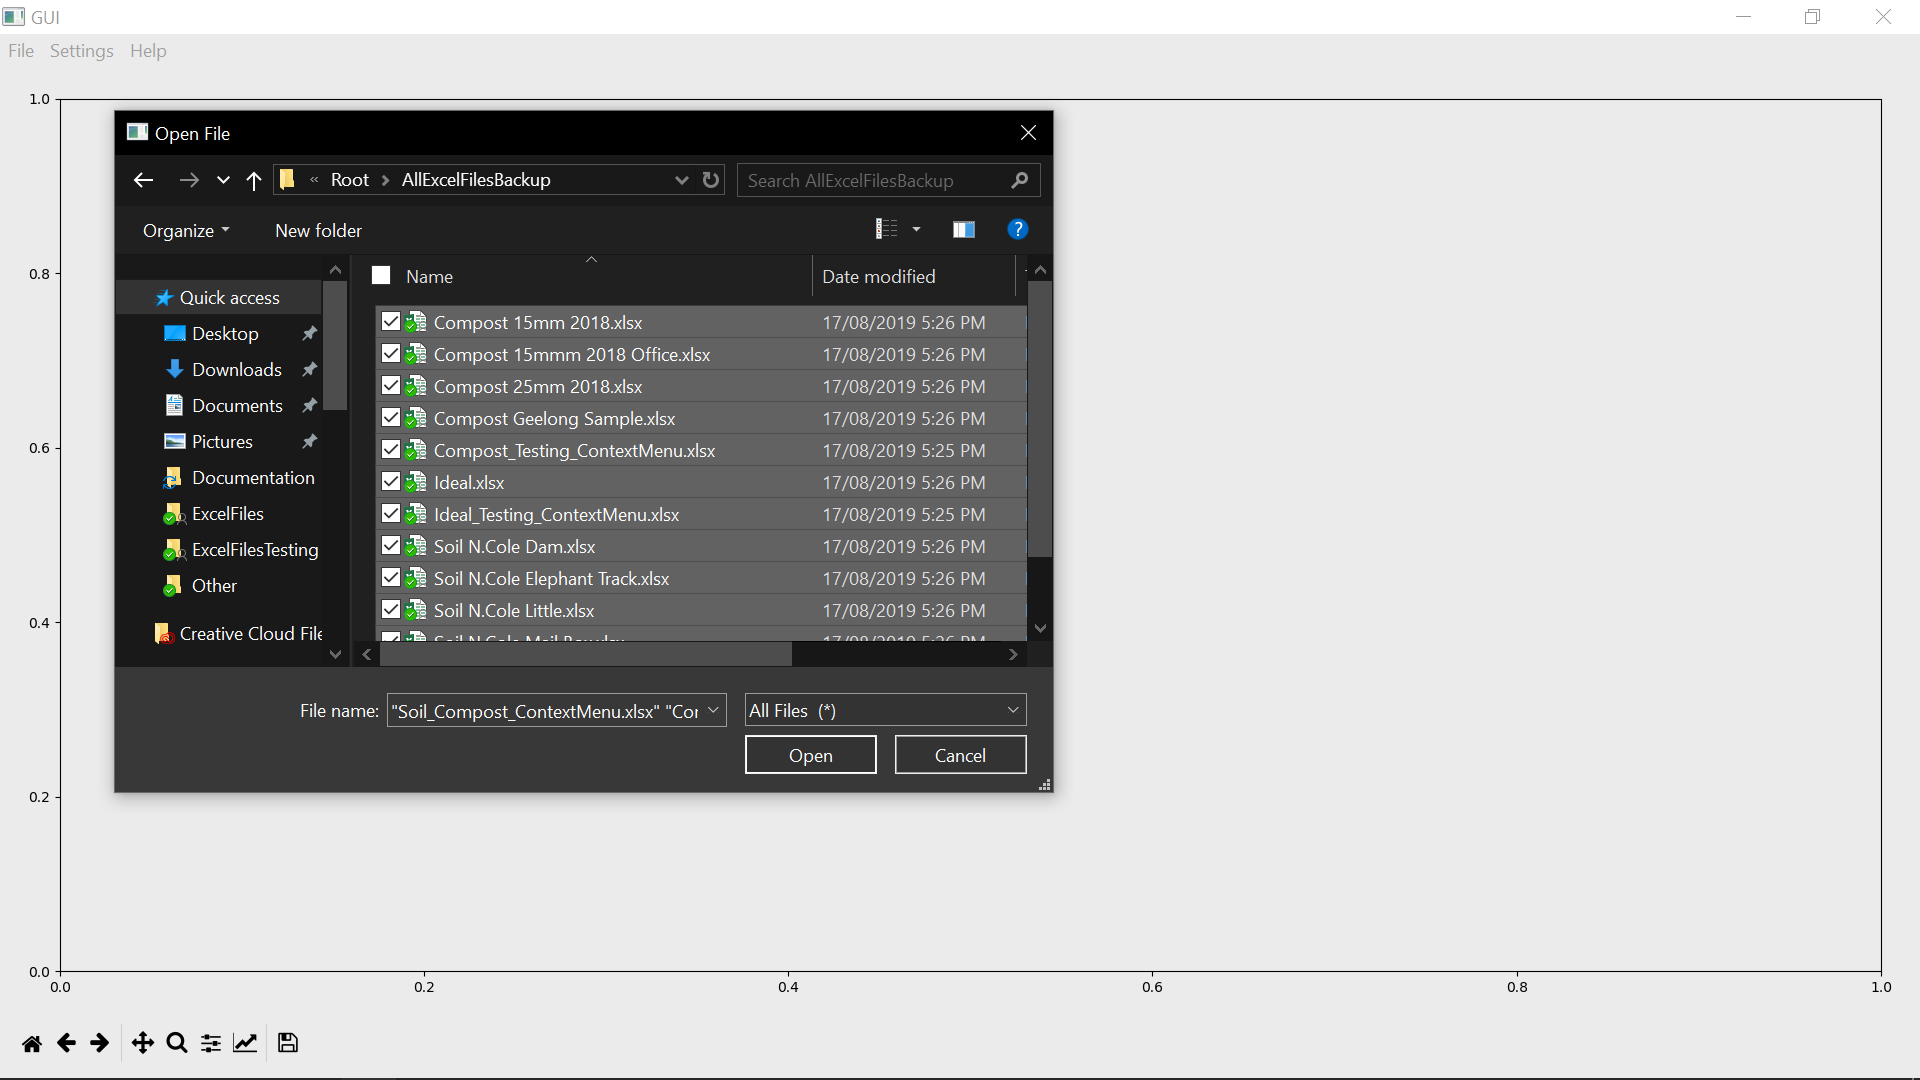 GUI
File Settings Help
1.0
Open File
« Root > AllExcelFilesBackup
Search AllExcelFilesBackup
Organize
New folder
?
0.8
Name
Date modified
Quick access
Desktop
Downloads
Documents
Pictures
Documentation
ExcelFiles
ExcelFilesTesting
Other
Creative Cloud File
Compost 15mm 2018.xlsx 17/08/2019 5:26 PM
Compost 15mmm 2018 Office.xlsx 17/08/2019 5:26 PM
Compost 25mm 2018.xlsx 17/08/2019 5:26 PM
Compost Geelong Sample.xlsx 17/08/2019 5:26 PM
Compost_Testing_ContextMenu.xlsx 17/08/2019 5:25 PM
Ideal.xlsx 17/08/2019 5:26 PM
Ideal_Testing_ContextMenu.xlsx 17/08/2019 5:25 PM
Soil N.Cole Dam.xlsx 17/08/2019 5:26 PM
Soil N.Cole Elephant Track.xlsx 17/08/2019 5:26 PM
Soil N.Cole Little.xlsx 17/08/2019 5:26 PM
0.6
0.4
File name: "Soil_Compost_ContextMenu.xlsx" "Cor
All Files (*)
Open
Cancel
0.2
0.0
0.0 0.2 0.4 0.6 0.8 1.0